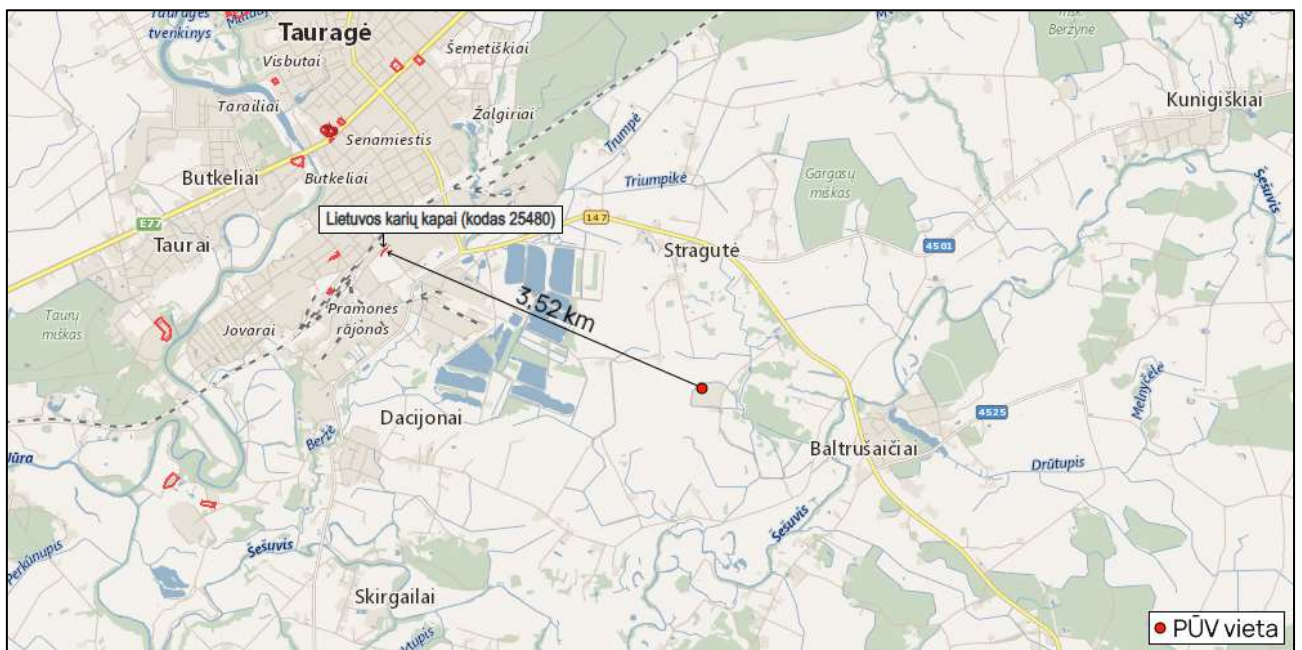 Tauragės
tvenkinys
Tauragė
Visbutai
Šemetiškiai
Tarailiai
Žalgiriai
Senamiestis
Butkeliai
Butkeliai
E77
Taurai
Trumpė
Triumpikė
Gargasų
miškas
Kunigiškiai
Šešuvis
Lietuvos karių kapai (kodas 25480)
147
4501
Stragutė
3,52 km
Taurų
miškas
Jovarai
Pramonės
rajonas
Dacijonai
Beržė
4525
Melnyčėlė
Baltrušaičiai
Drūtupis
Jūra
Šešuvis
Šešuvis
Skirgailai
PŪV vieta